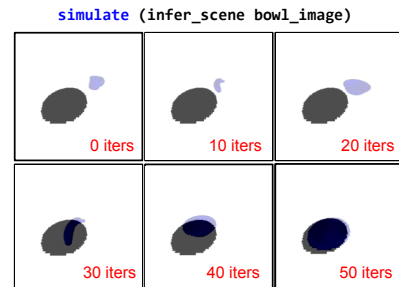 simulate (infer_scene bowl_image)
0 iters
10 iters
20 iters
30 iters
40 iters
50 iters